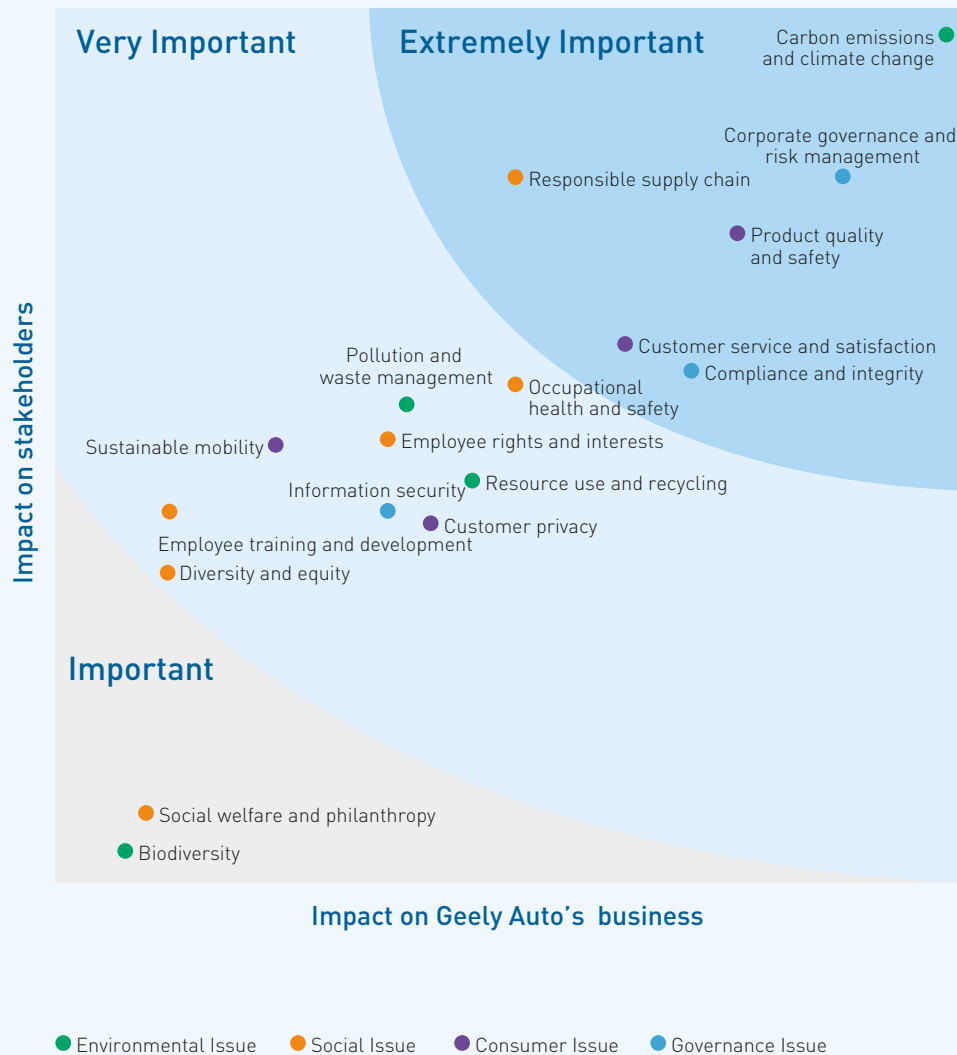 Very Important
Extremely Important
Carbon emissions
and climate change
Corporate governance and
risk management
Responsible supply chain
Product quality
and safety
Customer service and satisfaction
Pollution and
waste management
Compliance and integrity
Occupational
health and safety
Sustainable mobility
Employee rights and interests
Information security
Resource use and recycling
Customer privacy
Employee training and development
Diversity and equity
Important
Social welfare and philanthropy
Biodiversity
Impact on stakeholders
Impact on Geely Auto’s  business
Environmental Issue
Social Issue
Consumer Issue
Governance Issue